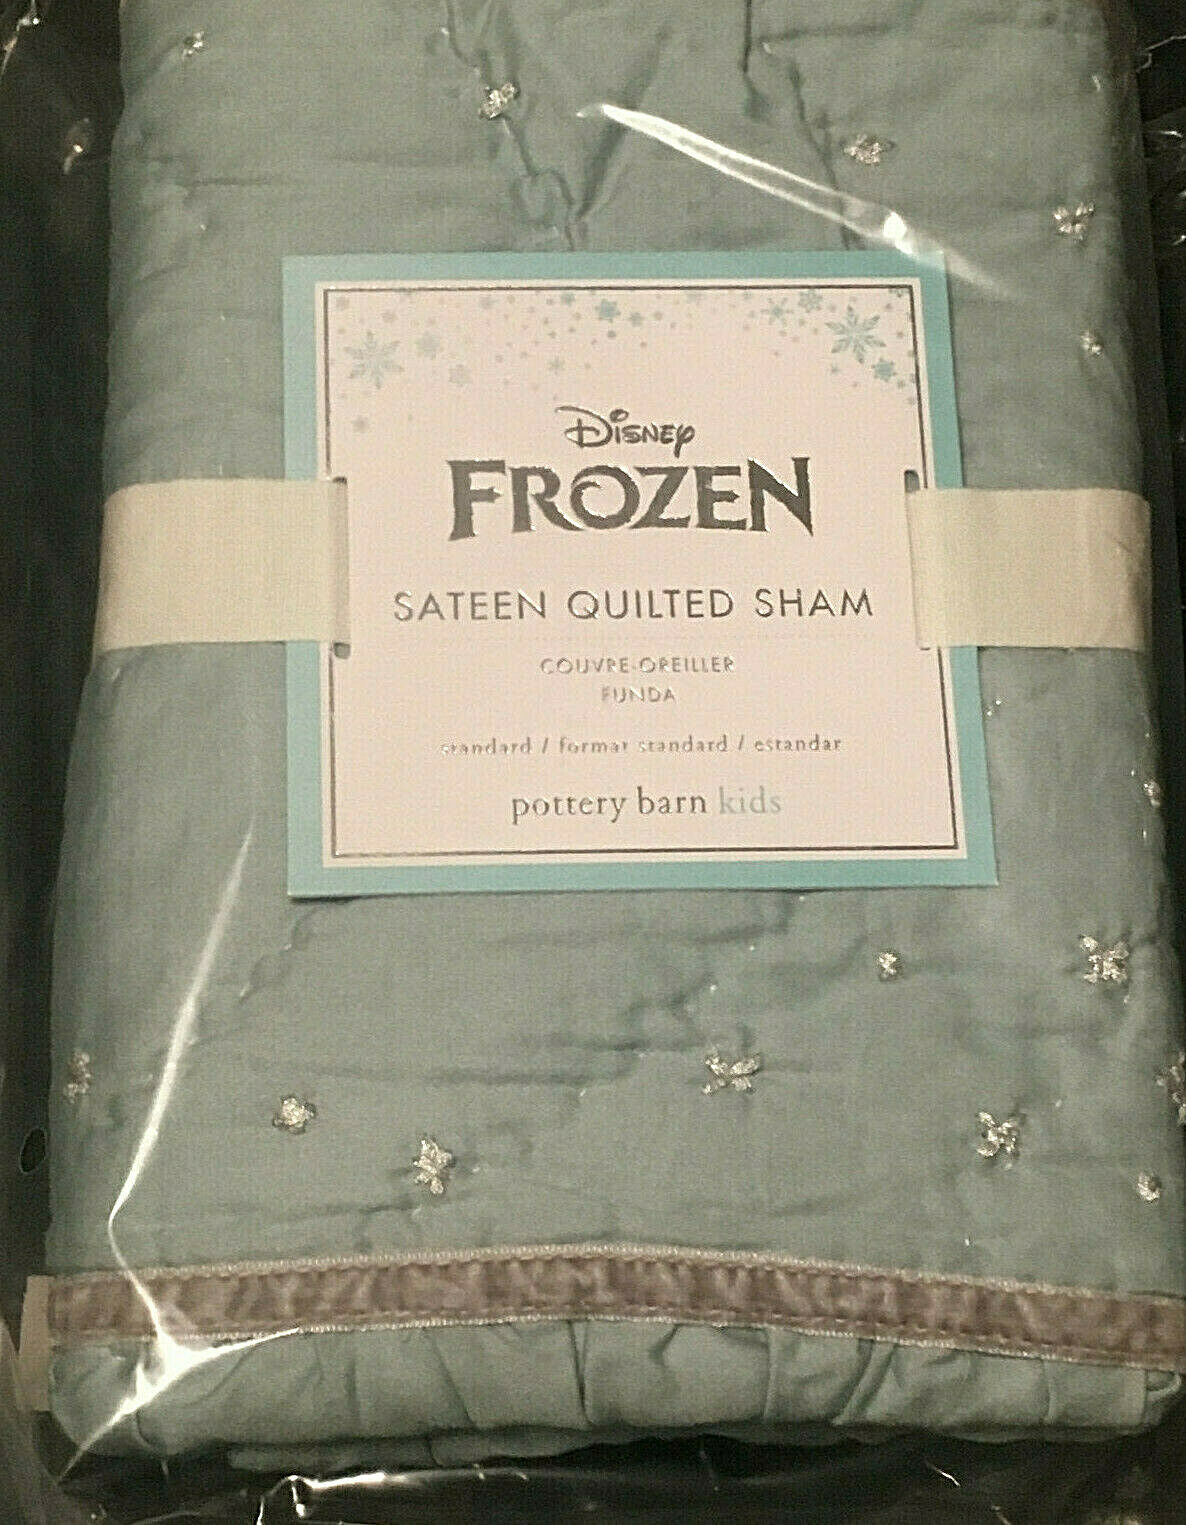 Disney
FROZEN
SATEEN QUILTED SHAM
COUVRE-OREILLER
FUNDA
standard / format standard / estandar
pottery barn kids